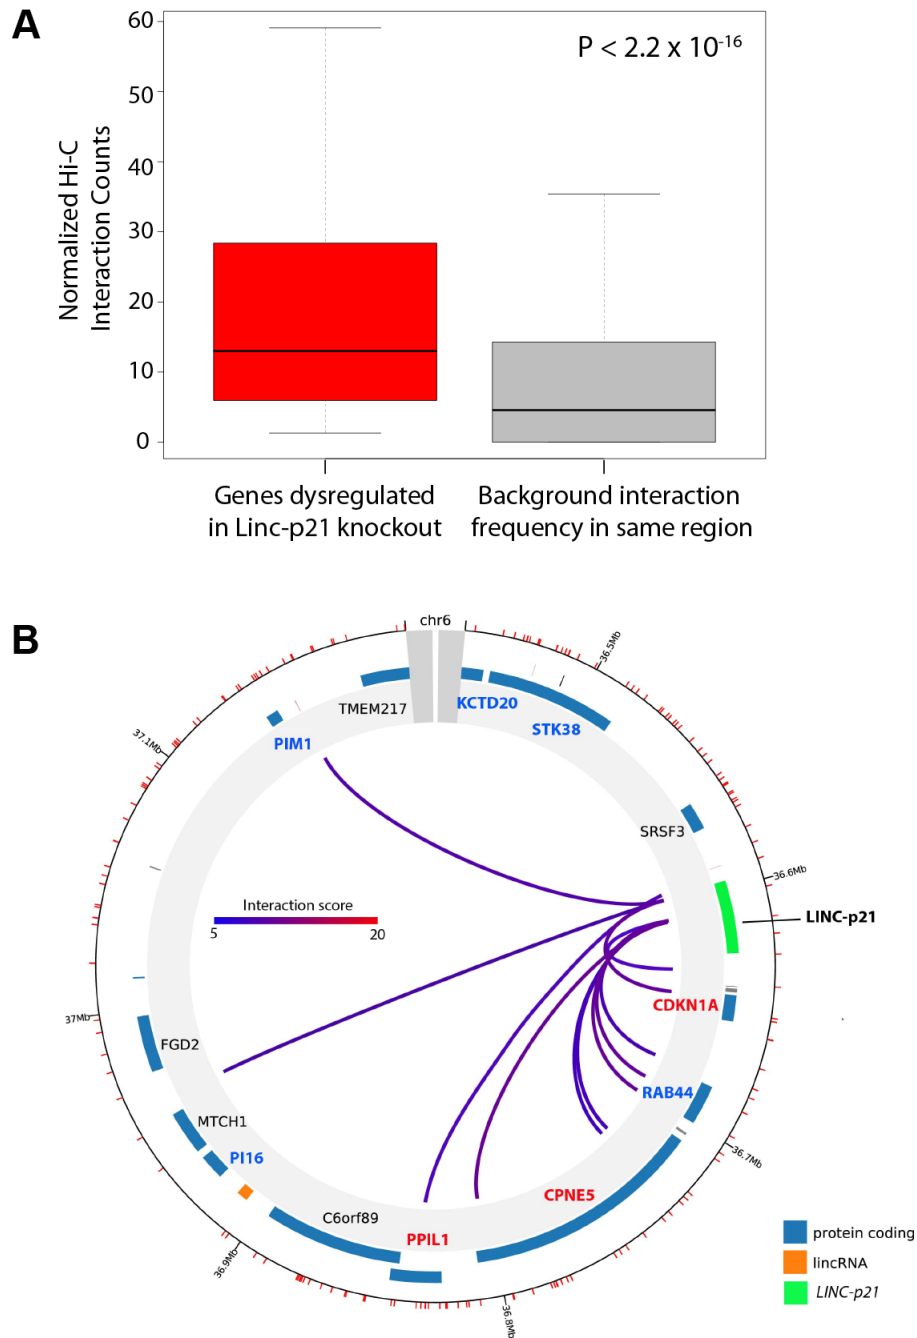 A
P < 2.2 x 10-16
60
50
40
30
20
10
0
Normalized Hi-C
Interaction Counts
Genes dysregulated
in Linc-p21 knockout
Background interaction
frequency in same region
B
chr6
36.5Mb
KCTD20
STK38
TMEM217
PIM1
37.1Mb
SRSF3
36.6Mb
Interaction score
5
20
LINC-p21
CDKN1A
37Mb
FGD2
RAB44
MTCH1
PI16
36.7Mb
CPNE5
C6orf89
PPIL1
36.9Mb
36.8Mb
protein coding
lincRNA
LINC-p21